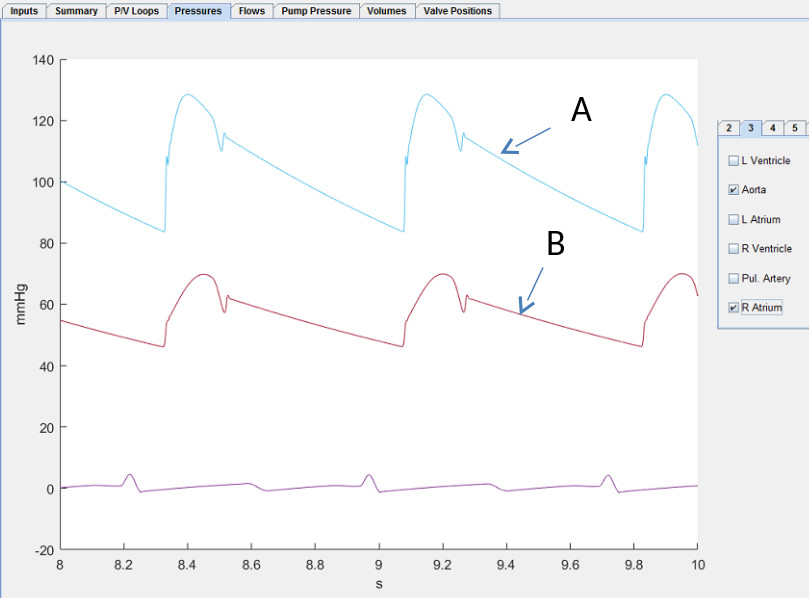 Inputs Summary P/V Loops Pressures Flows Pump Pressure Volumes Valve Positions
140
120
100
80
60
40
20
0
-20
mmHg
A
B
8 8.2 8.4 8.6 8.8 9 9.2 9.4 9.6 9.8 10
s
2 3 4 5
L Ventricle
Aorta
L Atrium
R Ventricle
Pul. Artery
R Atrium